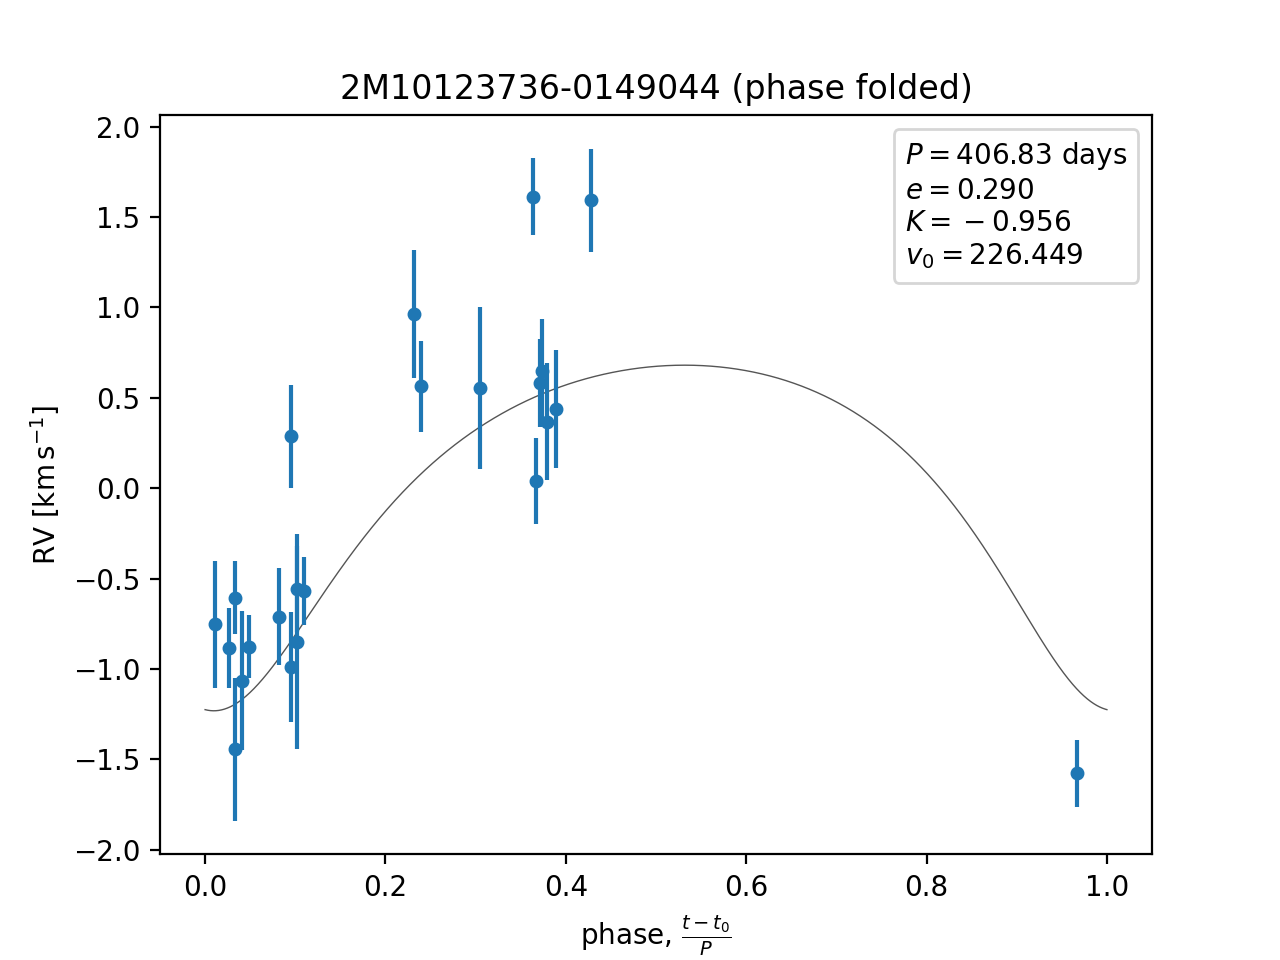 2M10123736-0149044 (phase folded)
P = 406.83 days
e = 0.290
K = −0.956
v₀ = 226.449
2.0
1.5
1.0
0.5
0.0
−0.5
−1.0
−1.5
−2.0
RV [km s⁻¹]
0.0 0.2 0.4 0.6 0.8 1.0
phase, (t − t₀)/P